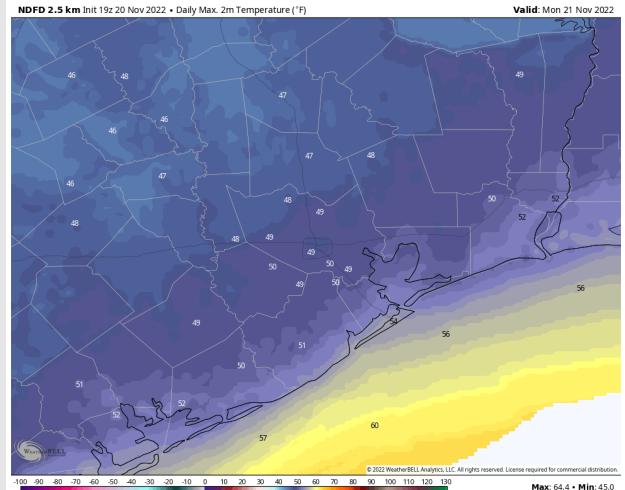 NDFD 2.5 km Init 19z 20 Nov 2022 • Daily Max. 2m Temperature (°F)
Valid: Mon 21 Nov 2022
46 48 49
47
46
46
47 48
47
46
48 50 52
49 52
48
48 49
49
50 50 49
49 50 56
54
49 56
51
50
51
52
52
60
57
WeatherBELL
© 2022 WeatherBELL Analytics, LLC. All rights reserved. License required for commercial distribution.
-100 -90 -80 -70 -60 -50 -40 -30 -20 -10 0 10 20 30 40 50 60 70 80 90 100 110 120 130
Max: 64.4 • Min: 45.0